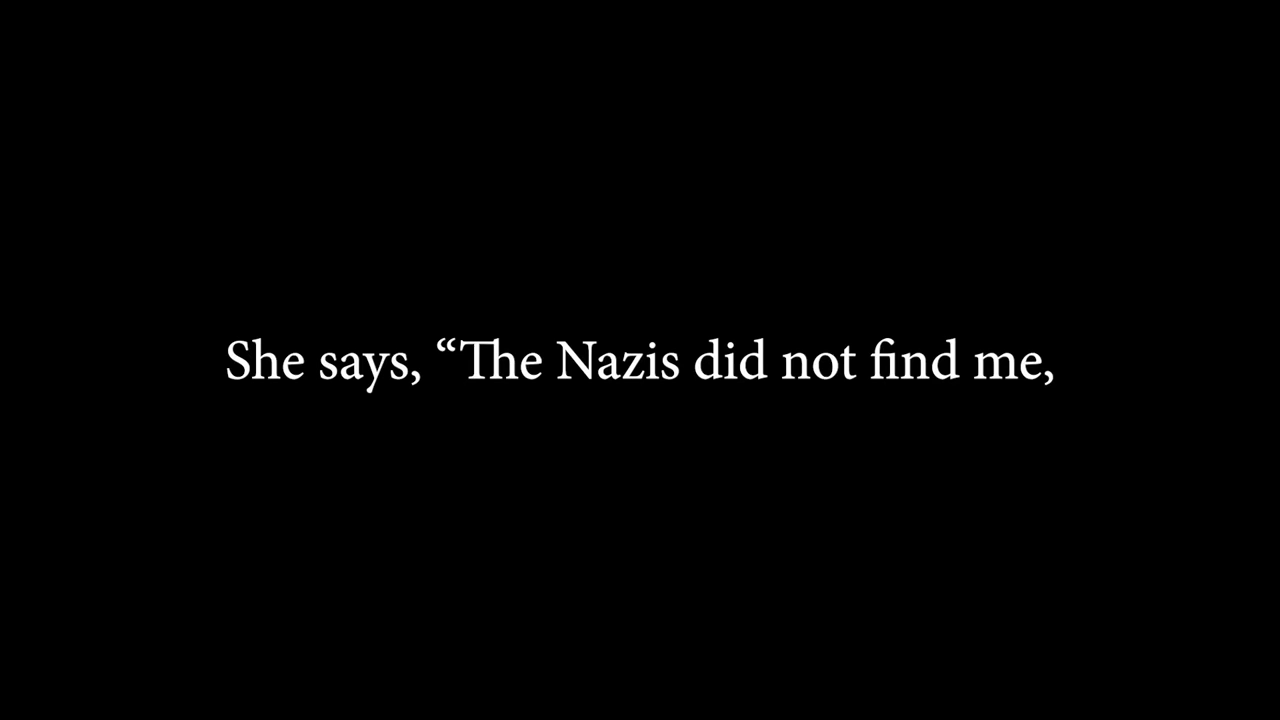 She says, “The Nazis did not find me,